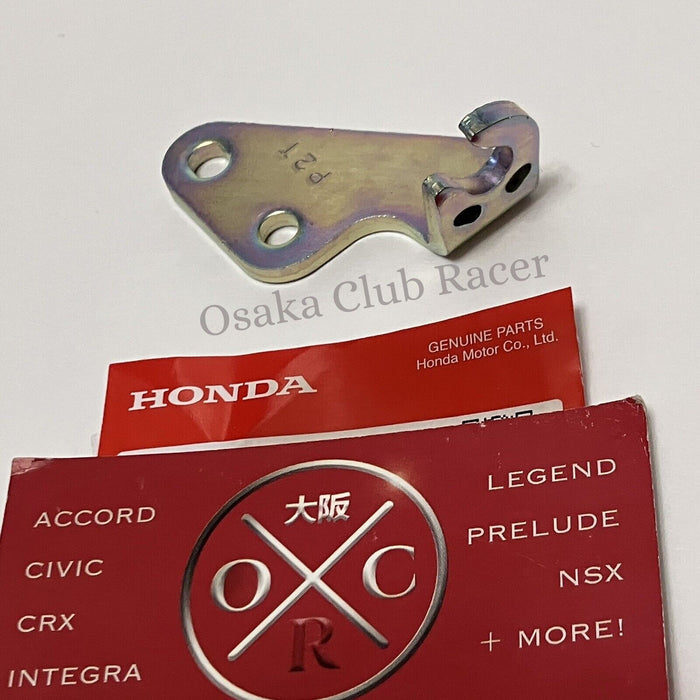 P2T
Osaka Club Racer
HONDA
GENUINE PARTS
Honda Motor Co., Ltd.
ACCORD
CIVIC
CRX
INTEGRA
大阪
O C
R
LEGEND
PRELUDE
NSX
+ MORE!